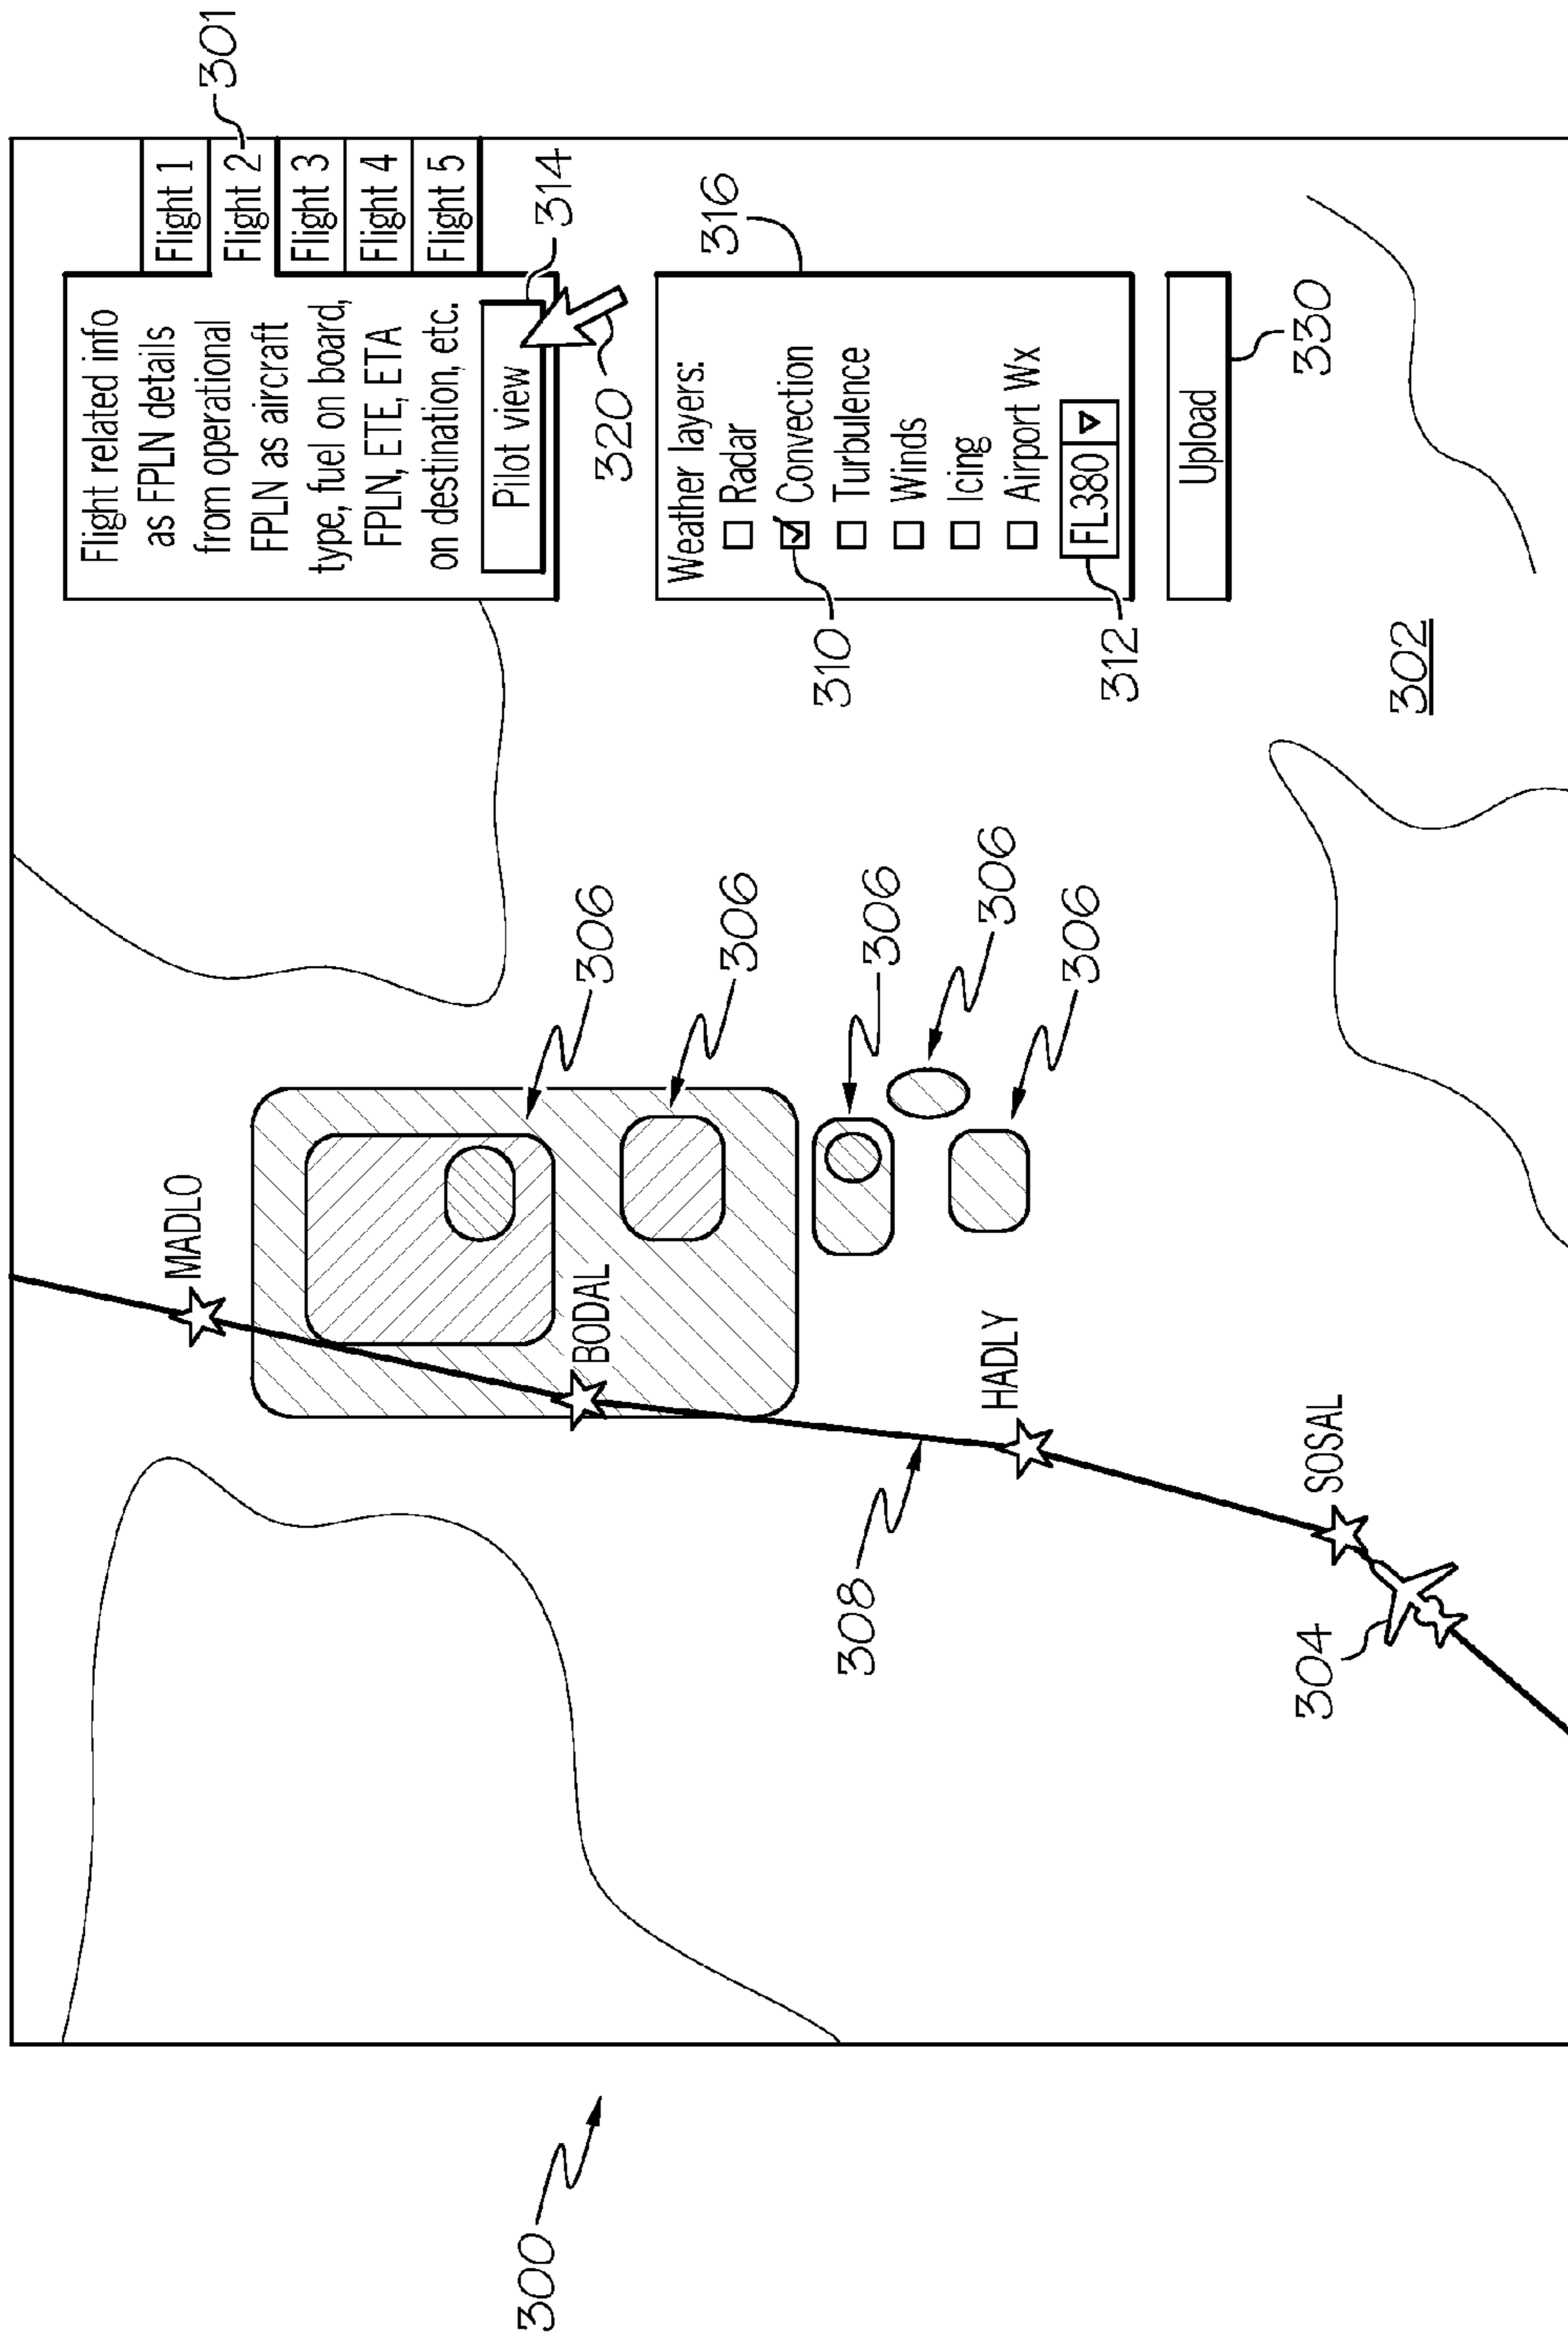 300
301
Flight 1
Flight 2
Flight 3
Flight 4
Flight 5
Flight related info
as FPLN details
from operational
FPLN as aircraft
type, fuel on board,
FPLN, ETE, ETA
on destination, etc.
Pilot view
314
320
316
Weather layers:
Radar
Convection
Turbulence
Winds
Icing
Airport Wx
FL380
310
312
Upload
330
302
MADLO
306
306
BODAL
306
306
306
HADLY
308
SOSAL
304